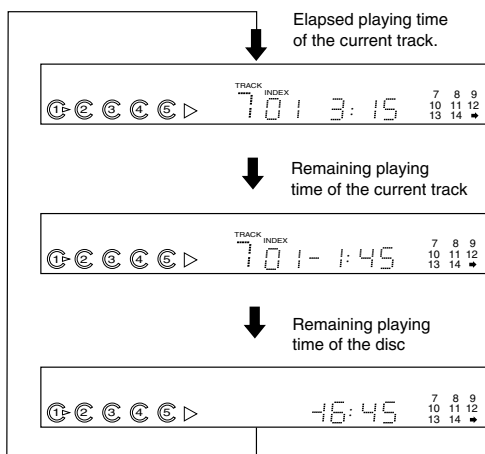 Elapsed playing time
of the current track.
TRACK INDEX
1 2 3 4 5 7 01 3:15
7 8 9
10 11 12
13 14
Remaining playing
time of the current track
TRACK INDEX
1 2 3 4 5 7 01 - 1:45
7 8 9
10 11 12
13 14
Remaining playing
time of the disc
1 2 3 4 5 -16:45
7 8 9
10 11 12
13 14